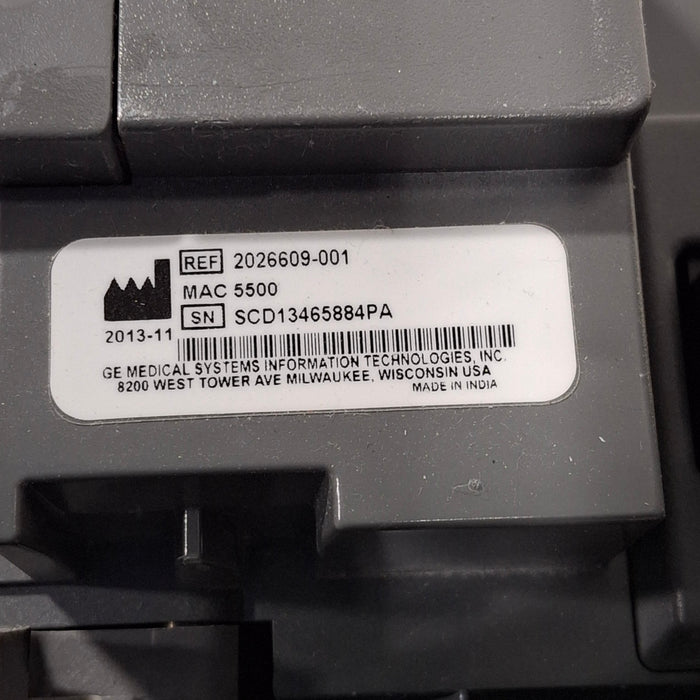 REF 2026609-001
MAC 5500
SN SCD13465884PA
2013-11
GE MEDICAL SYSTEMS INFORMATION TECHNOLOGIES, INC.
8200 WEST TOWER AVE MILWAUKEE, WISCONSIN USA
MADE IN INDIA